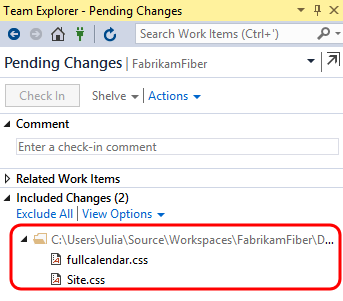 Team Explorer - Pending Changes
Search Work Items (Ctrl+')
Pending Changes | FabrikamFiber
Check In Shelve Actions
Comment
Enter a check-in comment
Related Work Items
Included Changes (2)
Exclude All | View Options
C:\Users\Julia\Source\Workspaces\FabrikamFiber\D...
fullcalendar.css
Site.css